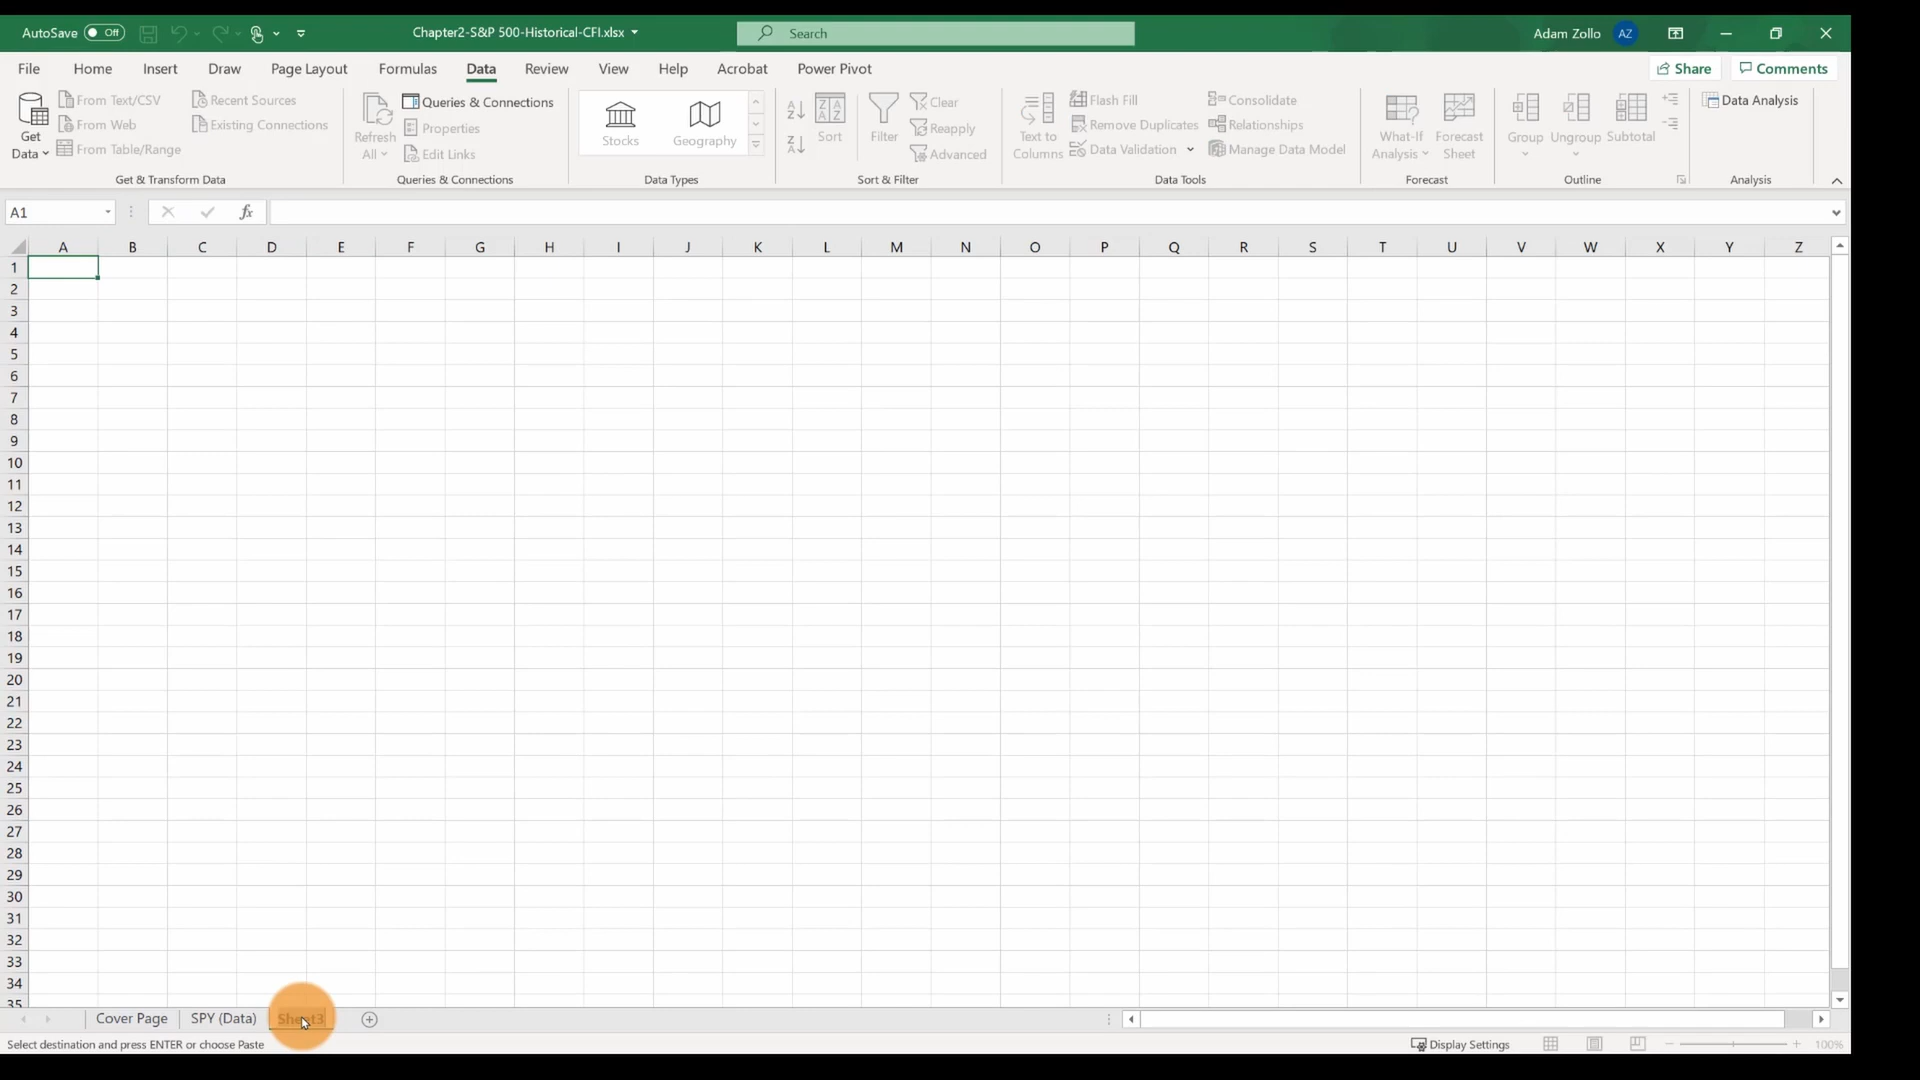 AutoSave Off Chapter2-S&P 500-Historical-CFI.xlsx Search Adam Zollo AZ
File Home Insert Draw Page Layout Formulas Data Review View Help Acrobat Power Pivot Share Comments
Get Data
From Text/CSV
From Web
From Table/Range
Recent Sources
Existing Connections
Get & Transform Data
Refresh All
Queries & Connections
Properties
Edit Links
Queries & Connections
Stocks
Geography
Data Types
Sort
Filter
Clear
Reapply
Advanced
Sort & Filter
Text to Columns
Flash Fill
Remove Duplicates
Data Validation
Consolidate
Relationships
Manage Data Model
Data Tools
What-If Analysis
Forecast Sheet
Forecast
Group
Ungroup
Subtotal
Outline
Data Analysis
Analysis
A1 fx
A B C D E F G H I J K L M N O P Q R S T U V W X Y Z
1
2
3
4
5
6
7
8
9
10
11
12
13
14
15
16
17
18
19
20
21
22
23
24
25
26
27
28
29
30
31
32
33
34
35
Cover Page SPY (Data) Sheet3
Select destination and press ENTER or choose Paste Display Settings 100%